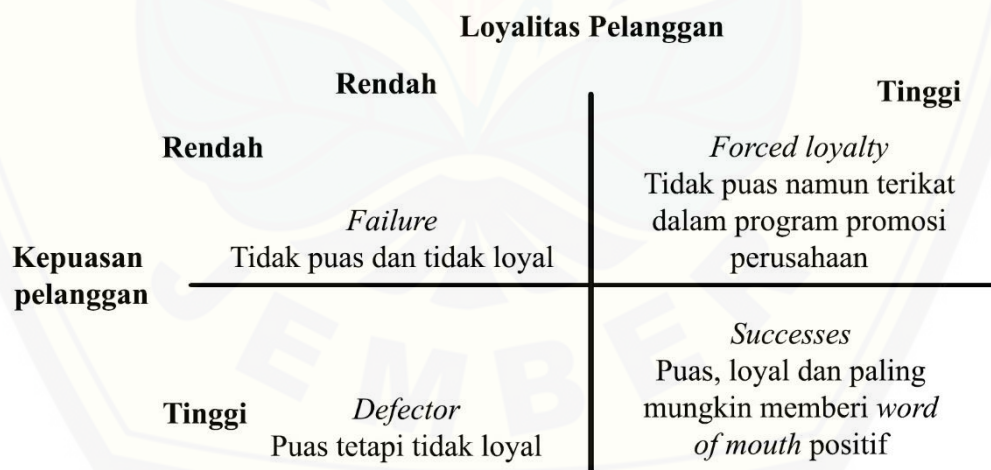 Loyalitas Pelanggan
Rendah
Tinggi
Rendah
Forced loyalty
Tidak puas namun terikat
dalam program promosi
perusahaan
Failure
Tidak puas dan tidak loyal
Kepuasan
pelanggan
Successes
Puas, loyal dan paling
mungkin memberi word
of mouth positif
Tinggi
Defector
Puas tetapi tidak loyal
JEMBER